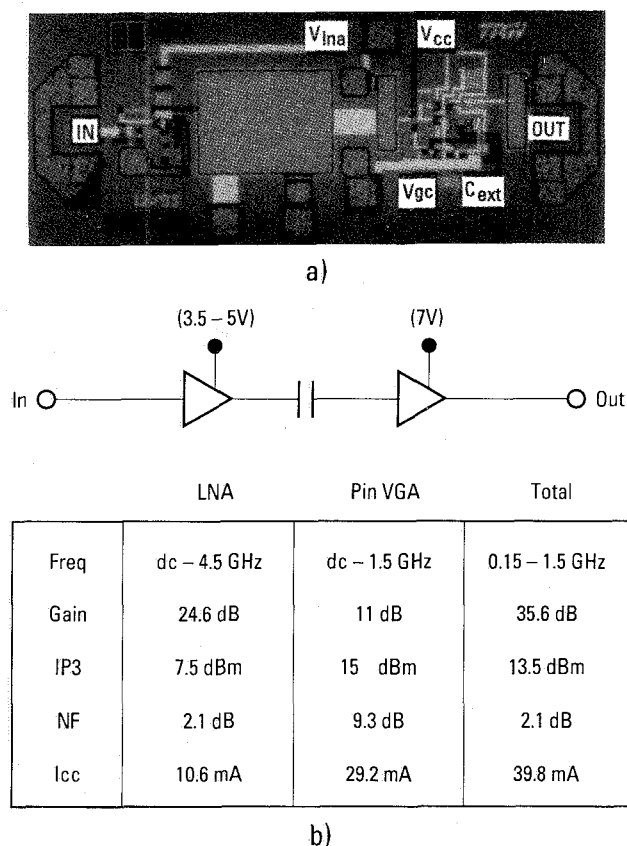 V_lna V_cc
IN OUT
Vgc C_ext
a)
(3.5 – 5V) (7V)
In Out
LNA Pin VGA Total
Freq dc – 4.5 GHz dc – 1.5 GHz 0.15 – 1.5 GHz
Gain 24.6 dB 11 dB 35.6 dB
IP3 7.5 dBm 15 dBm 13.5 dBm
NF 2.1 dB 9.3 dB 2.1 dB
Icc 10.6 mA 29.2 mA 39.8 mA
b)